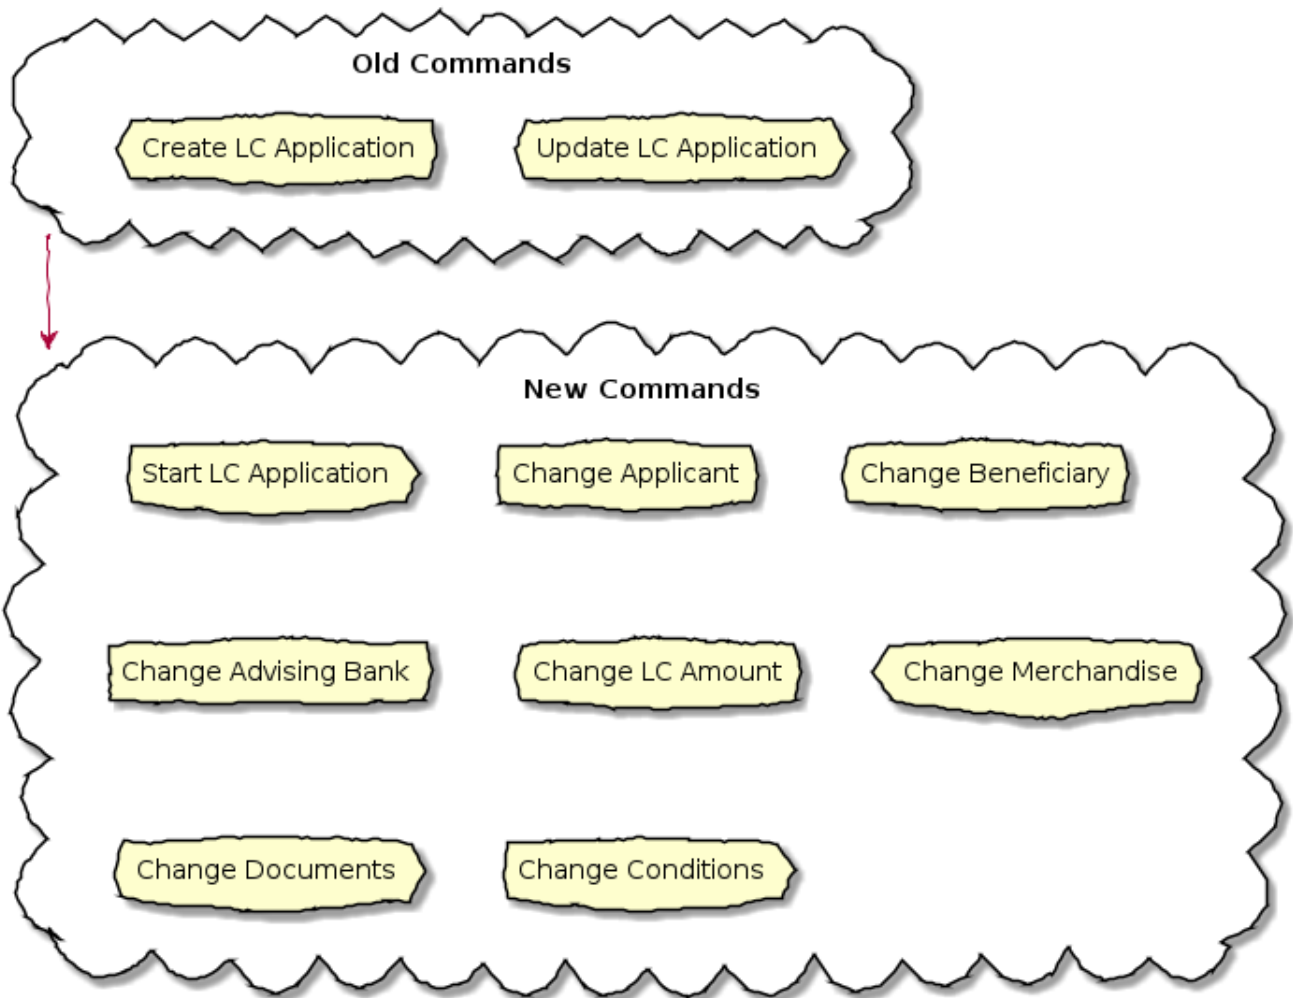 Old Commands
Create LC Application
Update LC Application
New Commands
Start LC Application
Change Applicant
Change Beneficiary
Change Advising Bank
Change LC Amount
Change Merchandise
Change Documents
Change Conditions